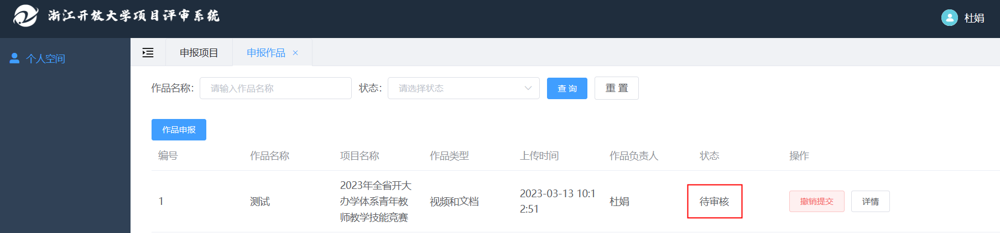 浙江开放大学项目评审系统
杜娟
个人空间
申报项目
申报作品 ×
作品名称: 请输入作品名称 状态: 请选择状态 查 询 重 置
作品申报
编号 作品名称 项目名称 作品类型 上传时间 作品负责人 状态 操作
1 测试 2023年全省开大办学体系青年教师教学技能竞赛 视频和文档 2023-03-13 10:12:51 杜娟 待审核 撤销提交 详情